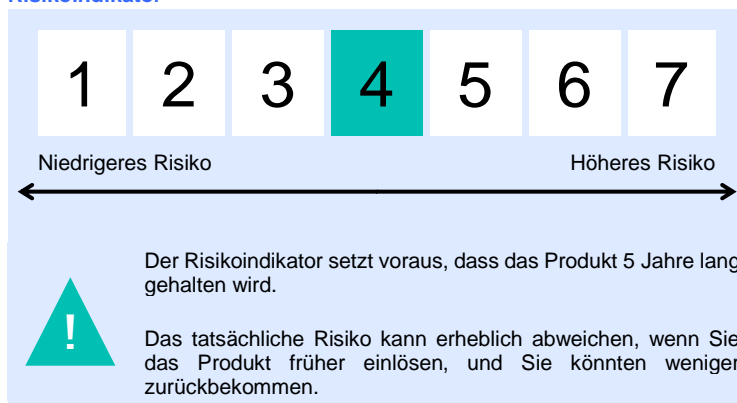 Risikoindikator
1 2 3 4 5 6 7
Niedrigeres Risiko Höheres Risiko
Der Risikoindikator setzt voraus, dass das Produkt 5 Jahre lang
gehalten wird.
!
Das tatsächliche Risiko kann erheblich abweichen, wenn Sie
das Produkt früher einlösen, und Sie könnten weniger
zurückbekommen.